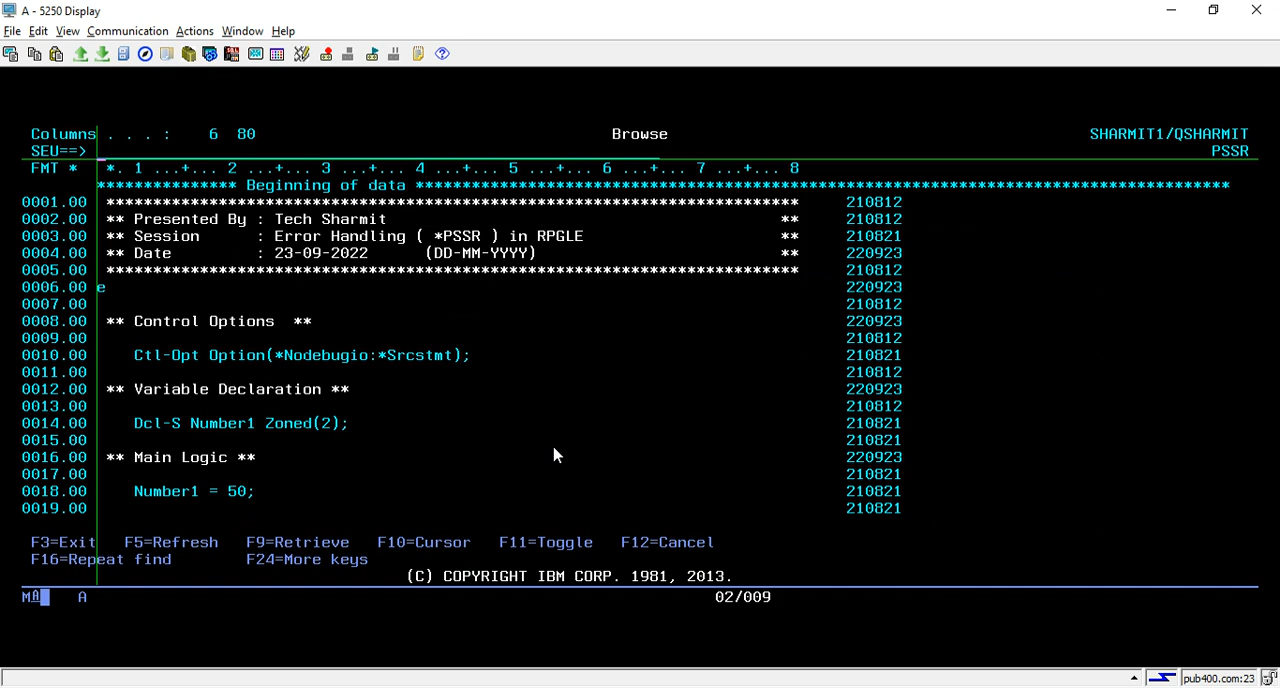 A - 5250 Display
File Edit View Communication Actions Window Help
Columns . . . : 6 80 Browse SHARMIT1/QSHARMIT
SEU==> PSSR
FMT * *. 1 ...+... 2 ...+... 3 ...+... 4 ...+... 5 ...+... 6 ...+... 7 ...+... 8
*************** Beginning of data ***************************************************************************************
0001.00 ************************************************************************** 210812
0002.00 ** Presented By : Tech Sharmit ** 210812
0003.00 ** Session : Error Handling ( *PSSR ) in RPGLE ** 210821
0004.00 ** Date : 23-09-2022 (DD-MM-YYYY) ** 220923
0005.00 ************************************************************************** 210812
0006.00 e 220923
0007.00 210812
0008.00 ** Control Options ** 220923
0009.00 210812
0010.00 Ctl-Opt Option(*Nodebugio:*Srcstmt); 210821
0011.00 210812
0012.00 ** Variable Declaration ** 220923
0013.00 210812
0014.00 Dcl-S Number1 Zoned(2); 210821
0015.00 210821
0016.00 ** Main Logic ** 220923
0017.00 210821
0018.00 Number1 = 50; 210821
0019.00 210821
F3=Exit F5=Refresh F9=Retrieve F10=Cursor F11=Toggle F12=Cancel
F16=Repeat find F24=More keys
(C) COPYRIGHT IBM CORP. 1981, 2013.
MA A 02/009
pub400.com:23